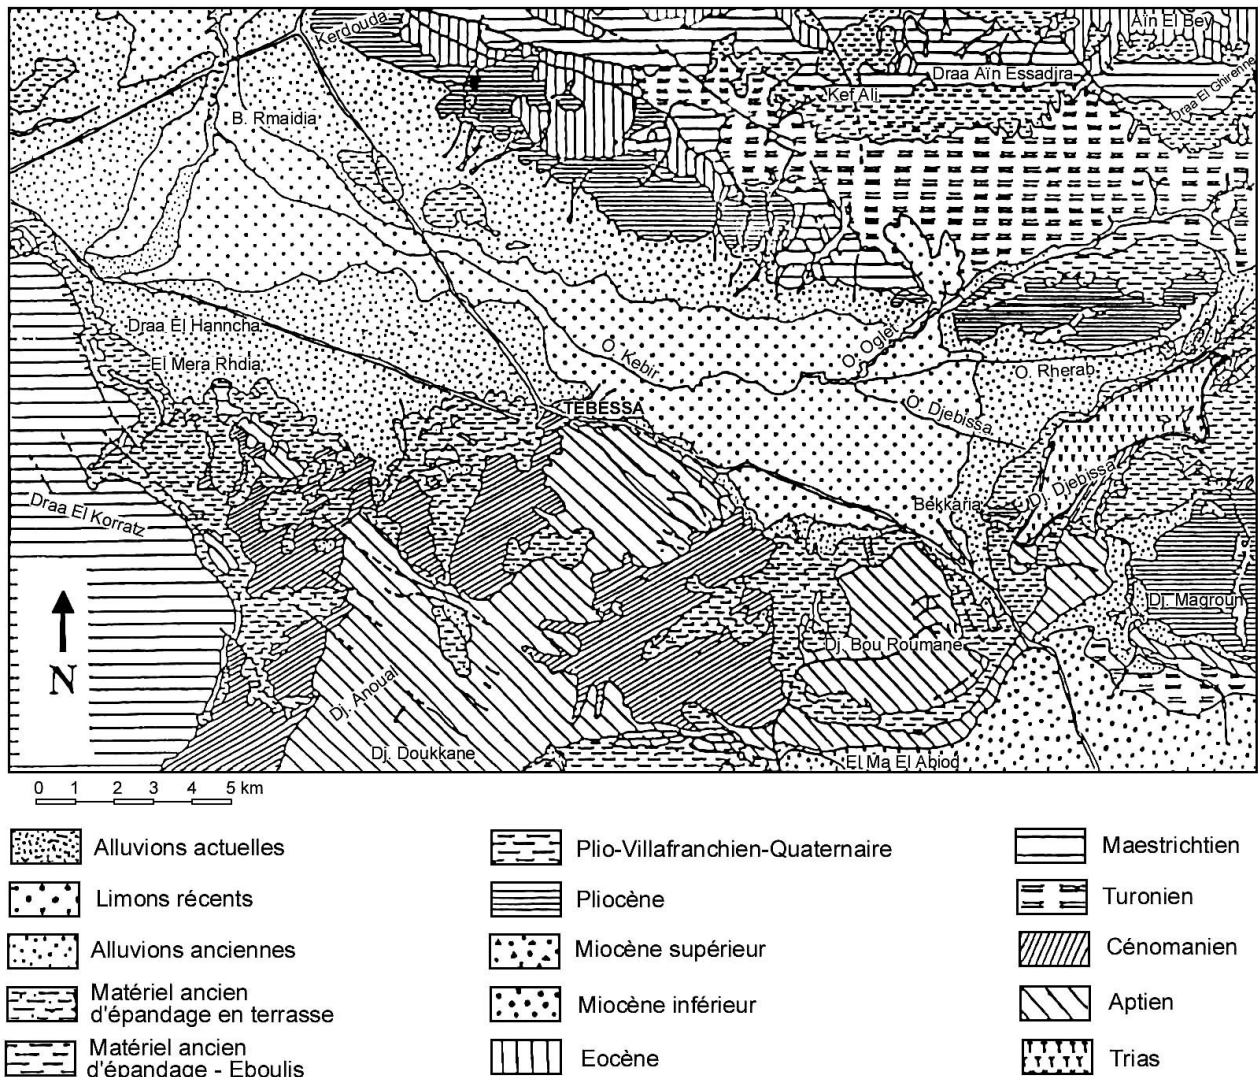 Kerdouda
Aïn El Bey
Draa Aïn Essadjra
Draa El Ghirenne
Kef Ali
B. Rmaidia
Draa El Hanncha
El Mera Rhdia
O. Kebir
O. Oglet
O. Rherab
TEBESSA
O. Djebissa
Draa El Korratz
Bekkaria
Dj. Djebissa
N
Dj. Magroun
Dj. Bou Roumane
Dj. Anoual
Dj. Doukkane
El Ma El Abiod
0 1 2 3 4 5 km
Alluvions actuelles
Limons récents
Alluvions anciennes
Matériel ancien
d'épandage en terrasse
Matériel ancien
d'épandage - Eboulis
Plio-Villafranchien-Quaternaire
Pliocène
Miocène supérieur
Miocène inférieur
Eocène
Maestrichtien
Turonien
Cénomanien
Aptien
Trias